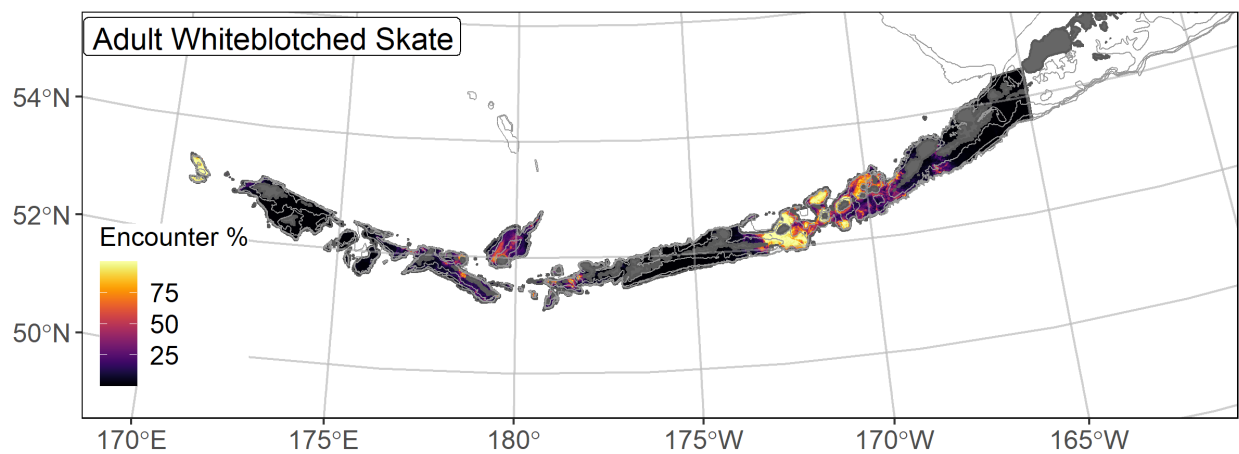 Adult Whiteblotched Skate
54°N
52°N
50°N
Encounter %
75
50
25
170°E
175°E
180°
175°W
170°W
165°W